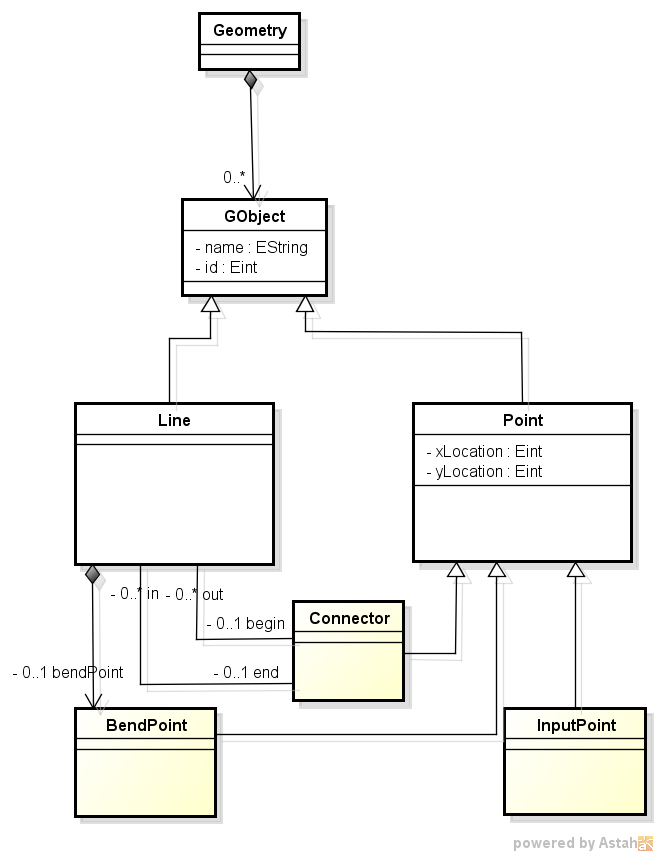 Geometry
0..*
GObject
- name : EString
- id : Eint
Line
Point
- xLocation : Eint
- yLocation : Eint
- 0..* in
- 0..* out
- 0..1 begin
Connector
- 0..1 bendPoint
- 0..1 end
BendPoint
InputPoint
powered by Astah